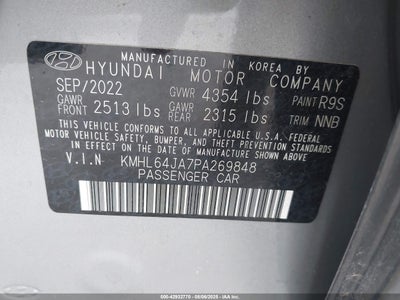 MANUFACTURED IN KOREA BY
HYUNDAI MOTOR COMPANY
SEP/2022 GVWR 4354 lbs PAINT R9S
GAWR FRONT 2513 lbs GAWR REAR 2315 lbs TRIM NNB
THIS VEHICLE CONFORMS TO ALL APPLICABLE U.S.A. FEDERAL
MOTOR VEHICLE SAFETY, BUMPER, AND THEFT PREVENTION
STANDARDS IN EFFECT ON THE DATE OF MANUFACTURE SHOWN ABOVE.
V.I.N KMHL64JA7PA269848
PASSENGER CAR